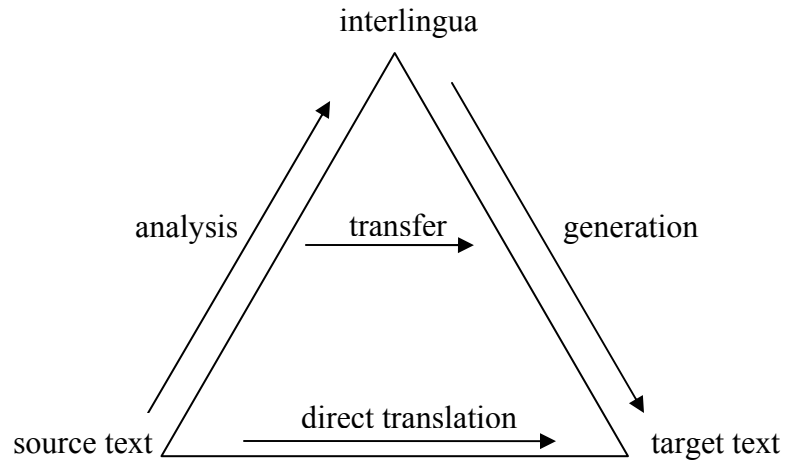 interlingua
analysis
transfer
generation
direct translation
source text
target text